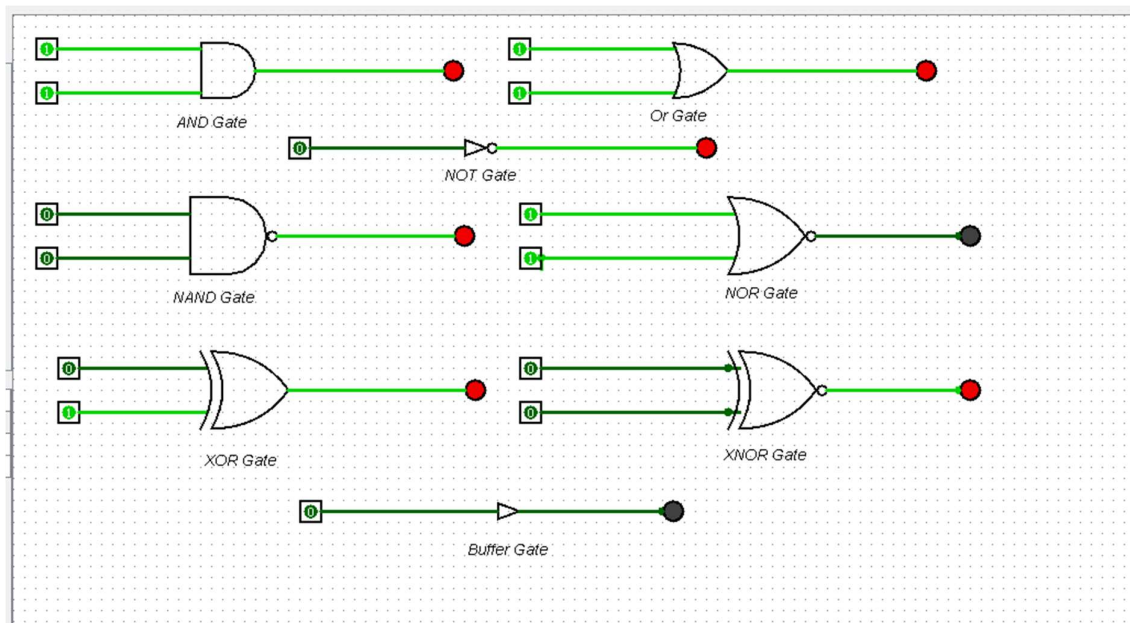 1 1
1 1
AND Gate
Or Gate
0
NOT Gate
0 1
0 1
NAND Gate
NOR Gate
0 0
1 0
XOR Gate
XNOR Gate
0
Buffer Gate